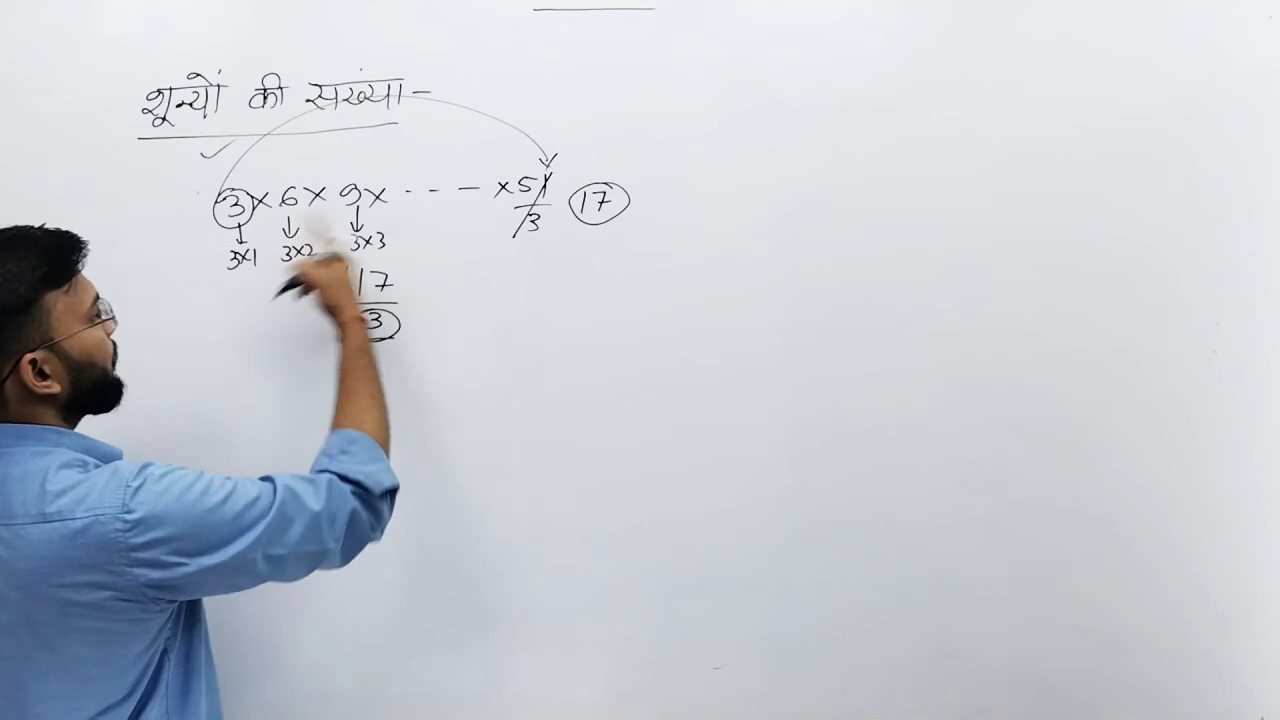 शून्यों की संख्या-
3 × 6 × 9 × - - - × 51/3 17
3×1 3×2 3×3
17
3